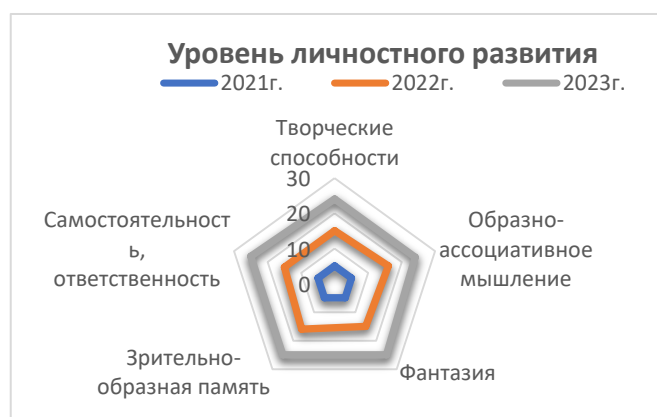 Уровень личностного развития
2021г. 2022г. 2023г.
Творческие
способности
30
20
10
0
Образно-
ассоциативное
мышление
Фантазия
Зрительно-
образная память
Самостоятельност
ь,
ответственность